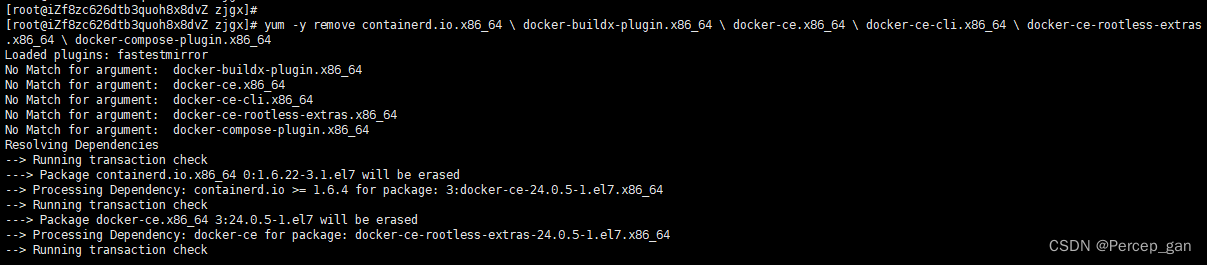 [root@iZf8zc626dtb3quoh8x8dvZ zjgx]#
[root@iZf8zc626dtb3quoh8x8dvZ zjgx]# yum -y remove containerd.io.x86_64 \ docker-buildx-plugin.x86_64 \ docker-ce.x86_64 \ docker-ce-cli.x86_64 \ docker-ce-rootless-extras
.x86_64 \ docker-compose-plugin.x86_64
Loaded plugins: fastestmirror
No Match for argument:  docker-buildx-plugin.x86_64
No Match for argument:  docker-ce.x86_64
No Match for argument:  docker-ce-cli.x86_64
No Match for argument:  docker-ce-rootless-extras.x86_64
No Match for argument:  docker-compose-plugin.x86_64
Resolving Dependencies
--> Running transaction check
---> Package containerd.io.x86_64 0:1.6.22-3.1.el7 will be erased
--> Processing Dependency: containerd.io >= 1.6.4 for package: 3:docker-ce-24.0.5-1.el7.x86_64
--> Running transaction check
---> Package docker-ce.x86_64 3:24.0.5-1.el7 will be erased
--> Processing Dependency: docker-ce for package: docker-ce-rootless-extras-24.0.5-1.el7.x86_64
--> Running transaction check
CSDN @Percep_gan